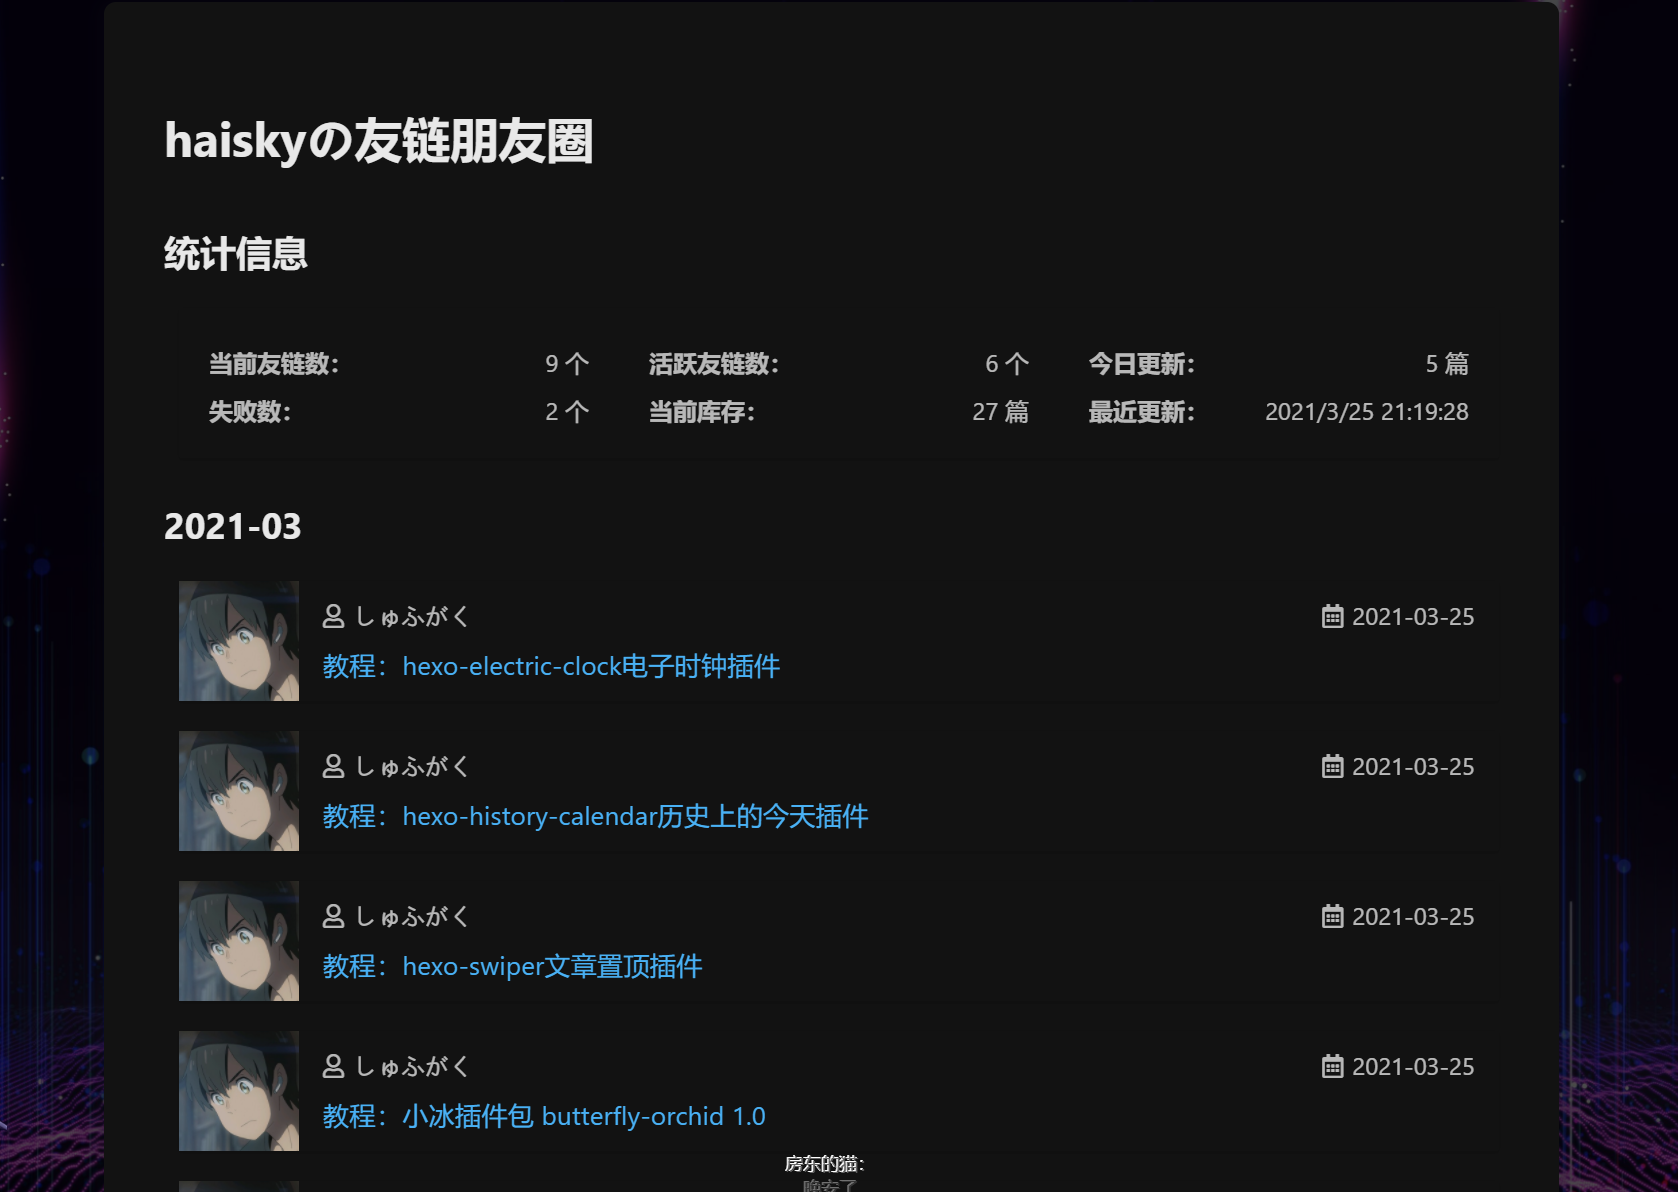 haiskyの友链朋友圈
统计信息
当前友链数： 9 个 活跃友链数： 6 个 今日更新： 5 篇
失败数： 2 个 当前库存： 27 篇 最近更新： 2021/3/25 21:19:28
2021-03
しゅふがく 2021-03-25
教程：hexo-electric-clock电子时钟插件
しゅふがく 2021-03-25
教程：hexo-history-calendar历史上的今天插件
しゅふがく 2021-03-25
教程：hexo-swiper文章置顶插件
しゅふがく 2021-03-25
教程：小冰插件包 butterfly-orchid 1.0
房东的猫：
晚安了